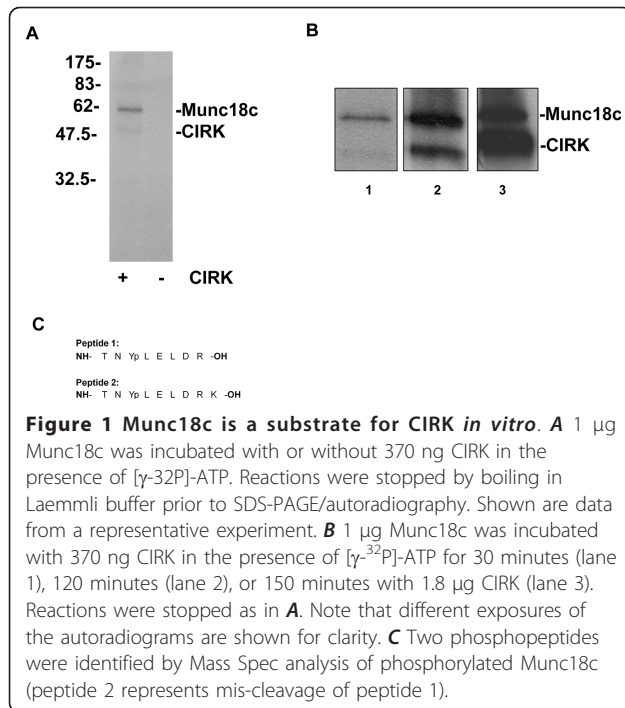 A
175-
83-
62-
47.5-
32.5-
-Munc18c
-CIRK
+ - CIRK
B
-Munc18c
-CIRK
1 2 3
C
Peptide 1:
NH- T N Yp L E L D R -OH
Peptide 2:
NH- T N Yp L E L D R K -OH
Figure 1 Munc18c is a substrate for CIRK in vitro. A 1 μg
Munc18c was incubated with or without 370 ng CIRK in the
presence of [γ-32P]-ATP. Reactions were stopped by boiling in
Laemmli buffer prior to SDS-PAGE/autoradiography. Shown are data
from a representative experiment. B 1 μg Munc18c was incubated
with 370 ng CIRK in the presence of [γ-³²P]-ATP for 30 minutes (lane
1), 120 minutes (lane 2), or 150 minutes with 1.8 μg CIRK (lane 3).
Reactions were stopped as in A. Note that different exposures of
the autoradiograms are shown for clarity. C Two phosphopeptides
were identified by Mass Spec analysis of phosphorylated Munc18c
(peptide 2 represents mis-cleavage of peptide 1).